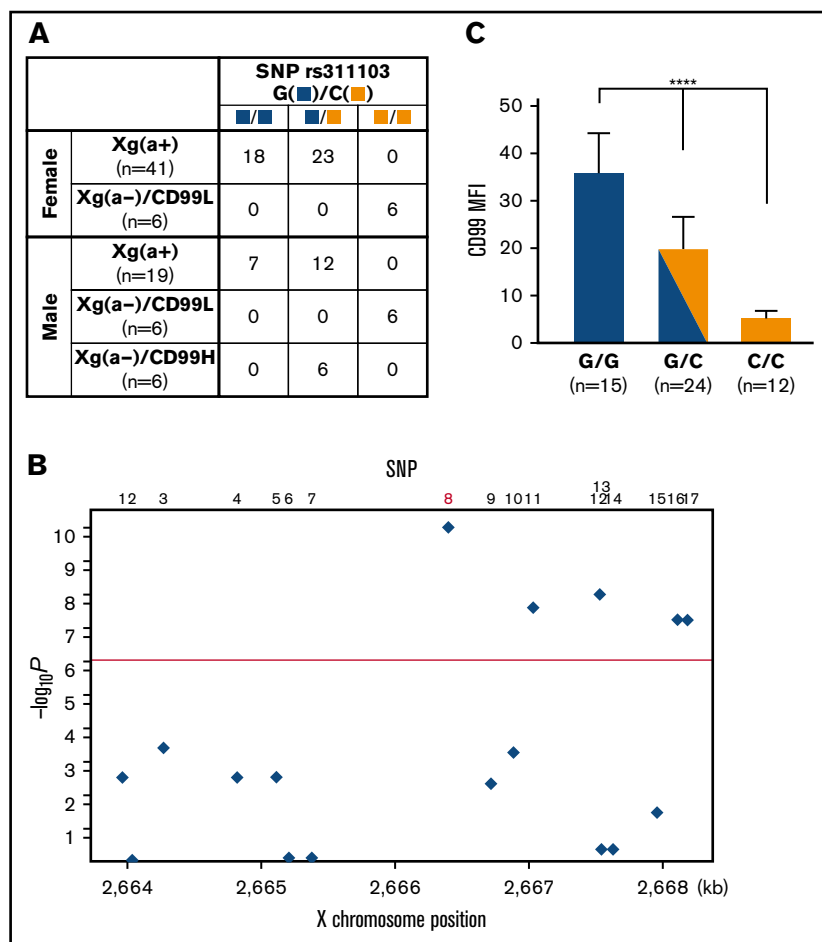 A
SNP rs311103
G(■)/C(■)
■/■ ■/■ ■/■
Female
Xg(a+)
(n=41)
18 23 0
Xg(a–)/CD99L
(n=6)
0 0 6
Male
Xg(a+)
(n=19)
7 12 0
Xg(a–)/CD99L
(n=6)
0 0 6
Xg(a–)/CD99H
(n=6)
0 6 0
C
****
50
40
30
20
10
0
CD99 MFI
G/G G/C C/C
(n=15) (n=24) (n=12)
B
SNP
13
1 2 3 4 5 6 7 8 9 10 11 12 14 15 16 17
10
9
8
7
6
5
4
3
2
1
–log10P
2,664 2,665 2,666 2,667 2,668 (kb)
X chromosome position